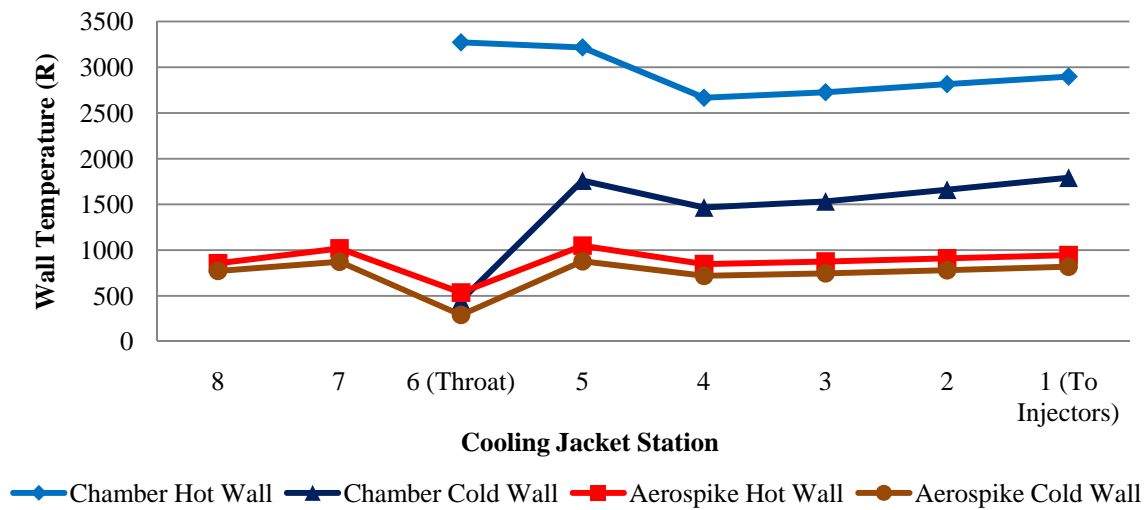 3500
3000
2500
2000
1500
1000
500
0
Wall Temperature (R)
8 7 6 (Throat) 5 4 3 2 1 (To
Injectors)
Cooling Jacket Station
Chamber Hot Wall Chamber Cold Wall Aerospike Hot Wall Aerospike Cold Wall